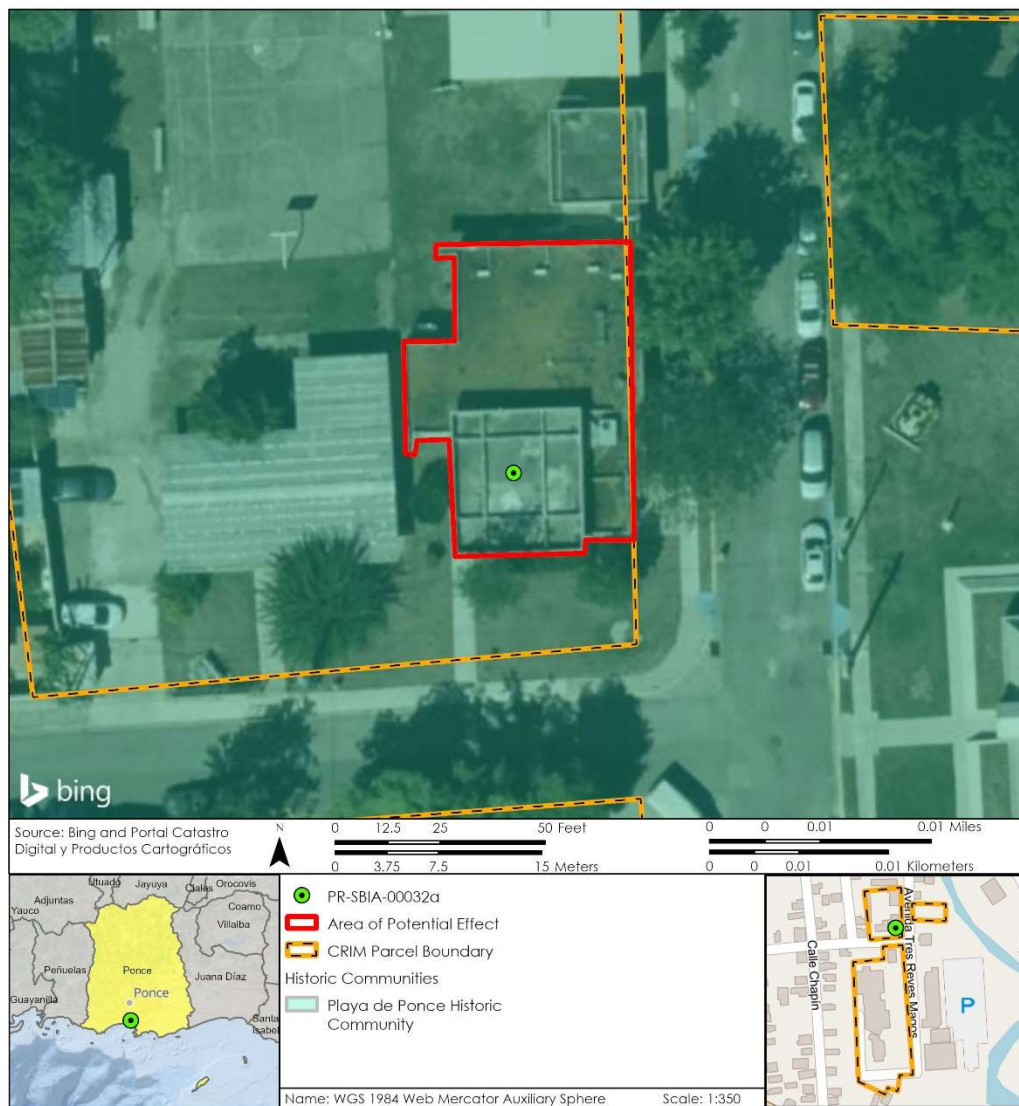 bing
Source: Bing and Portal Catastro
Digital y Productos Cartográficos
N
0 12.5 25 50 Feet
0 3.75 7.5 15 Meters
0 0 0.01 0.01 Miles
0 0 0.01 0.01 Kilometers
Utuado Jayuya Ciales Orocovis
Adjuntas Coamo
Yauco Villalba
Peñuelas Ponce Juana Díaz
Ponce
Guayanilla Santa
Isabel
PR-SBIA-00032a
Area of Potential Effect
CRIM Parcel Boundary
Historic Communities
Playa de Ponce Historic
Community
Name: WGS 1984 Web Mercator Auxiliary Sphere Scale: 1:350
Calle Chapin
Avenida Tres Reyes Magos
P